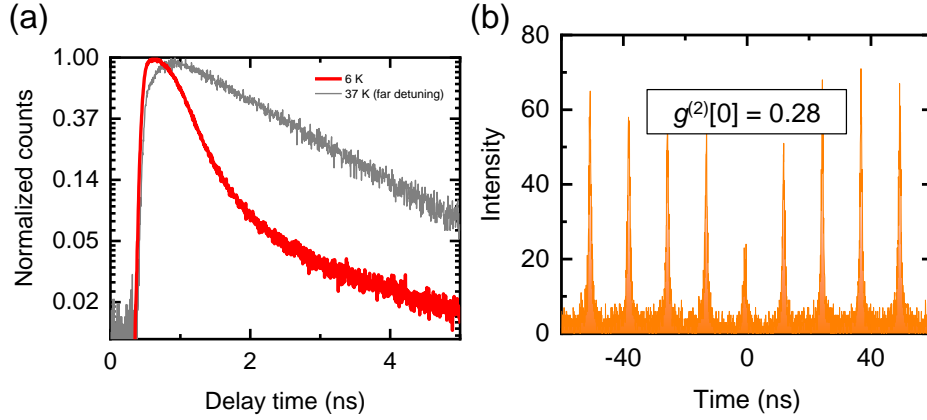 (a)
1.00
0.37
0.14
0.05
0.02
Normalized counts
6 K
37 K (far detuning)
0
2
4
Delay time (ns)
(b)
80
60
40
20
0
Intensity
g(2)[0] = 0.28
-40
0
40
Time (ns)